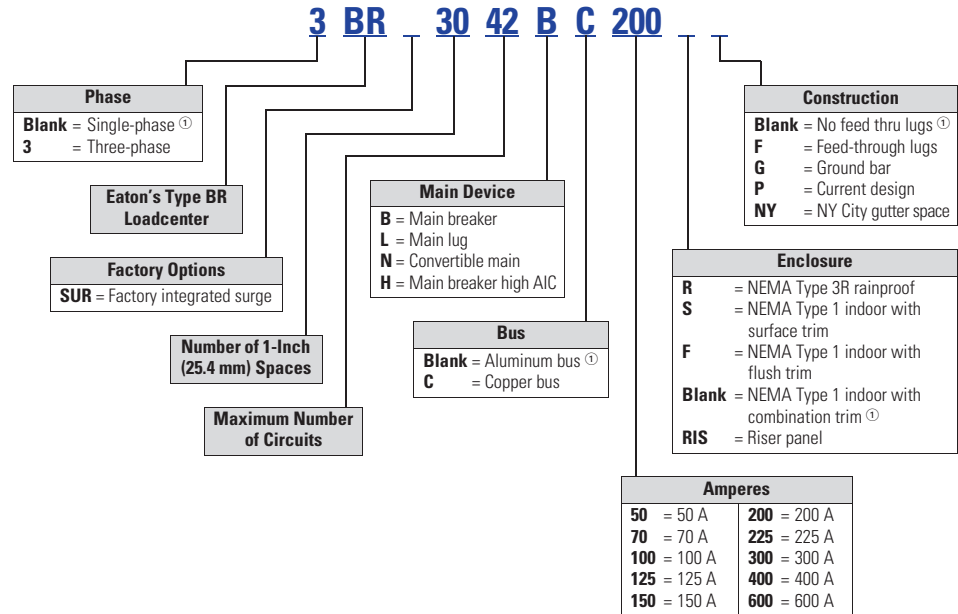 3 BR _ 30 42 B C 200 _ _
Phase
Blank = Single-phase ①
3 = Three-phase
Eaton's Type BR
Loadcenter
Factory Options
SUR = Factory integrated surge
Number of 1-Inch
(25.4 mm) Spaces
Maximum Number
of Circuits
Main Device
B = Main breaker
L = Main lug
N = Convertible main
H = Main breaker high AIC
Bus
Blank = Aluminum bus ①
C = Copper bus
Construction
Blank = No feed thru lugs ①
F = Feed-through lugs
G = Ground bar
P = Current design
NY = NY City gutter space
Enclosure
R = NEMA Type 3R rainproof
S = NEMA Type 1 indoor with
surface trim
F = NEMA Type 1 indoor with
flush trim
Blank = NEMA Type 1 indoor with
combination trim ①
RIS = Riser panel
Amperes
50 = 50 A 200 = 200 A
70 = 70 A 225 = 225 A
100 = 100 A 300 = 300 A
125 = 125 A 400 = 400 A
150 = 150 A 600 = 600 A